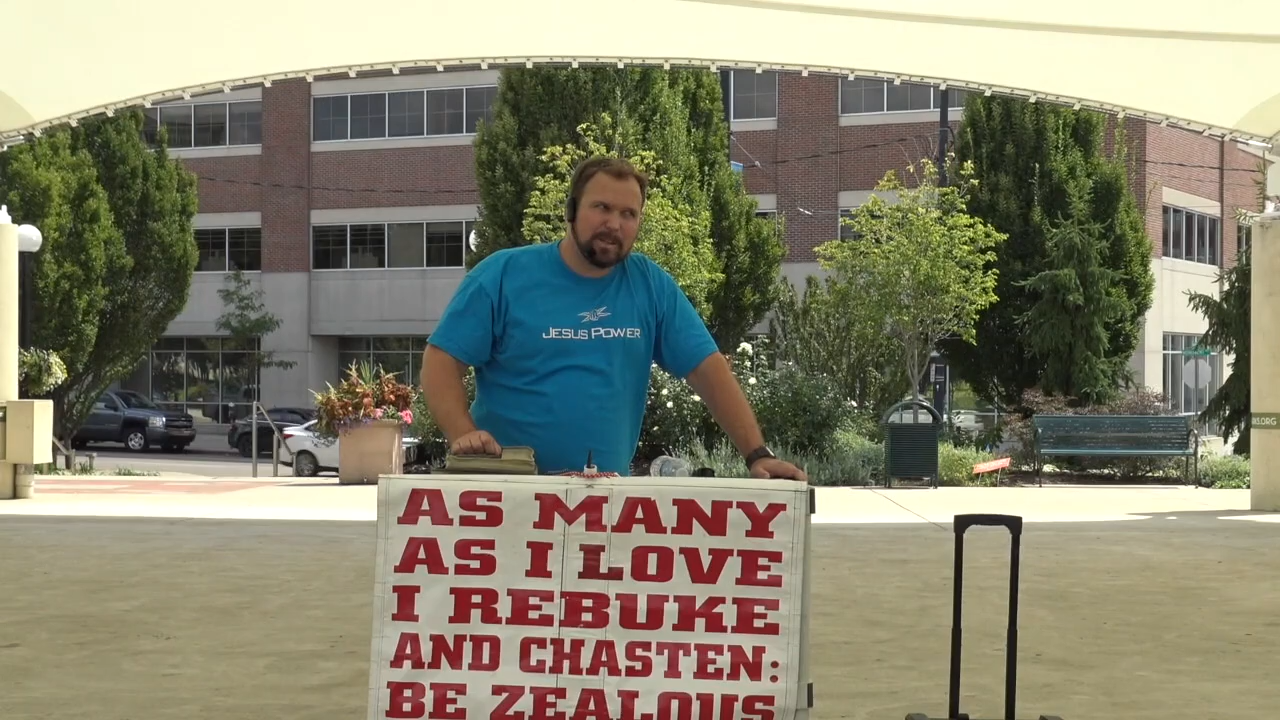 JESUS POWER
AS MANY
AS I LOVE
I REBUKE
AND CHASTEN:
BE ZEALOUS